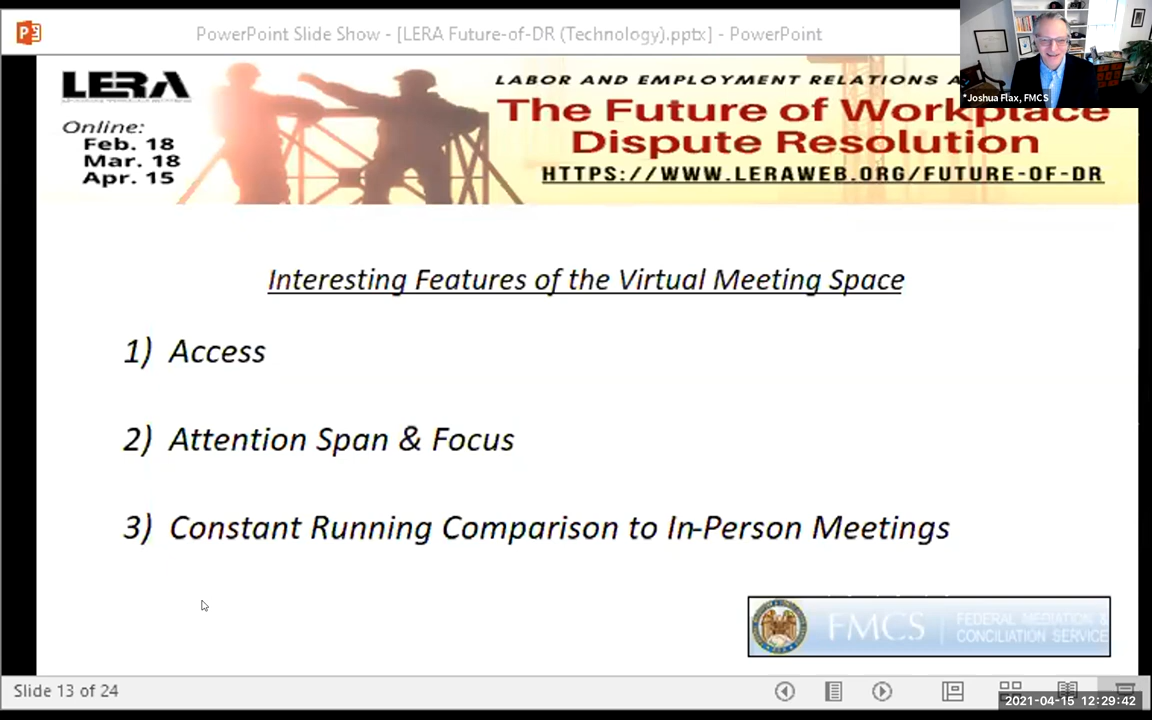 PowerPoint Slide Show - [LERA Future-of-DR (Technology).pptx] - PowerPoint
*Joshua Flax, FMCS
LERA
Online:
Feb. 18
Mar. 18
Apr. 15
LABOR AND EMPLOYMENT RELATIONS A
The Future of Workplace
Dispute Resolution
HTTPS://WWW.LERAWEB.ORG/FUTURE-OF-DR
Interesting Features of the Virtual Meeting Space
1) Access
2) Attention Span & Focus
3) Constant Running Comparison to In-Person Meetings
FMCS
FEDERAL MEDIATION &
CONCILIATION SERVICE
Slide 13 of 24
2021-04-15 12:29:42